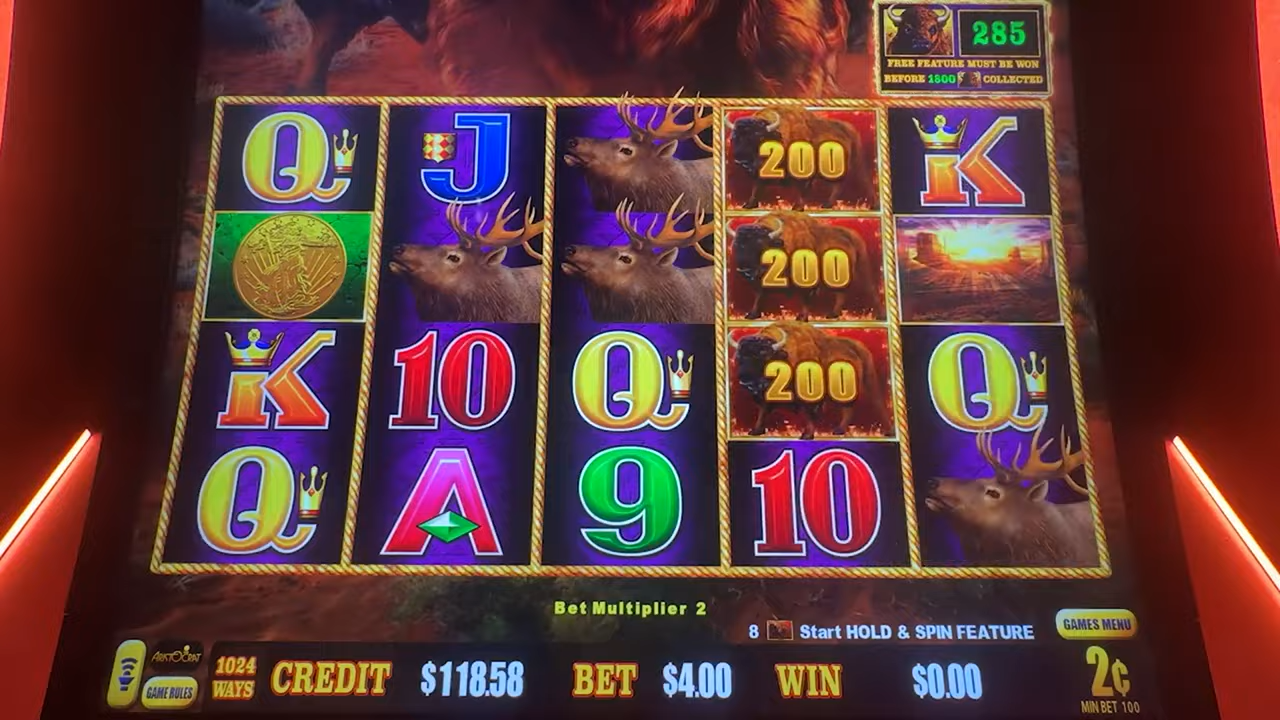 285
FREE FEATURE MUST BE WON
BEFORE 1800 COLLECTED
Q J 200 K
200
K 10 Q 200 Q
Q A 9 10
Bet Multiplier 2
8 Start HOLD & SPIN FEATURE
GAMES MENU
ARISTOCRAT
GAME RULES
1024
WAYS
CREDIT $118.58 BET $4.00 WIN $0.00
2¢
MIN BET 100